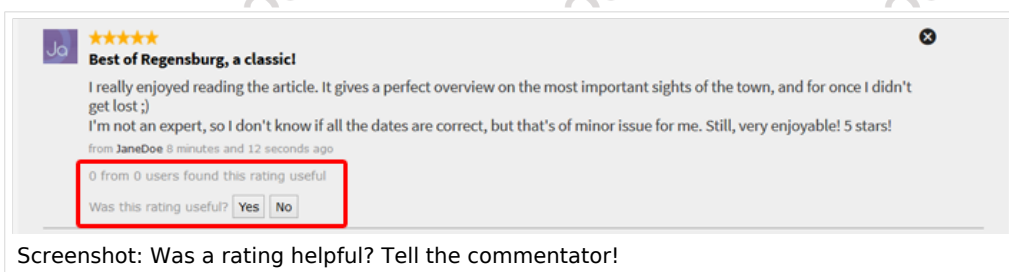 Ja
Best of Regensburg, a classic!
I really enjoyed reading the article. It gives a perfect overview on the most important sights of the town, and for once I didn't
get lost ;)
I'm not an expert, so I don't know if all the dates are correct, but that's of minor issue for me. Still, very enjoyable! 5 stars!
from JaneDoe 8 minutes and 12 seconds ago
0 from 0 users found this rating useful
Was this rating useful? Yes No
Screenshot: Was a rating helpful? Tell the commentator!